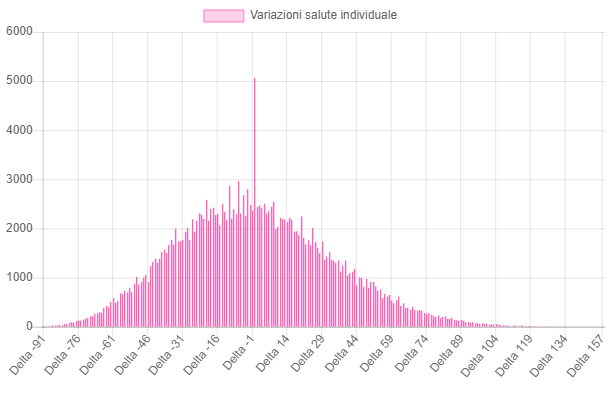 Variazioni salute individuale
6000
5000
4000
3000
2000
1000
0
Delta -91
Delta -76
Delta -61
Delta -46
Delta -31
Delta -16
Delta -1
Delta 14
Delta 29
Delta 44
Delta 59
Delta 74
Delta 89
Delta 104
Delta 119
Delta 134
Delta 157